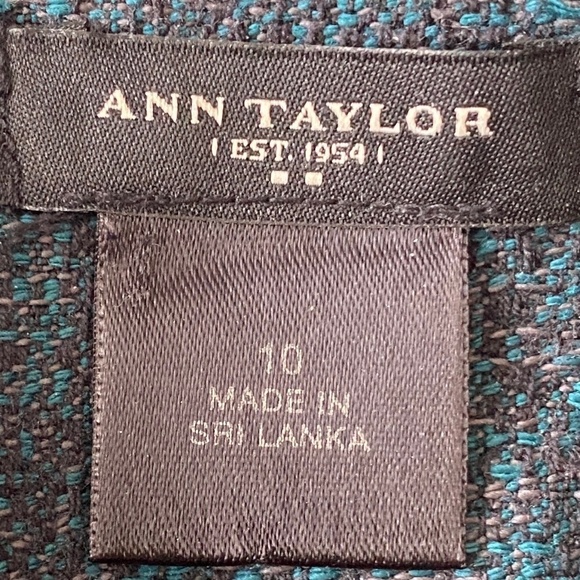 ANN TAYLOR
| EST. 1954 |
10
MADE IN
SRI LANKA